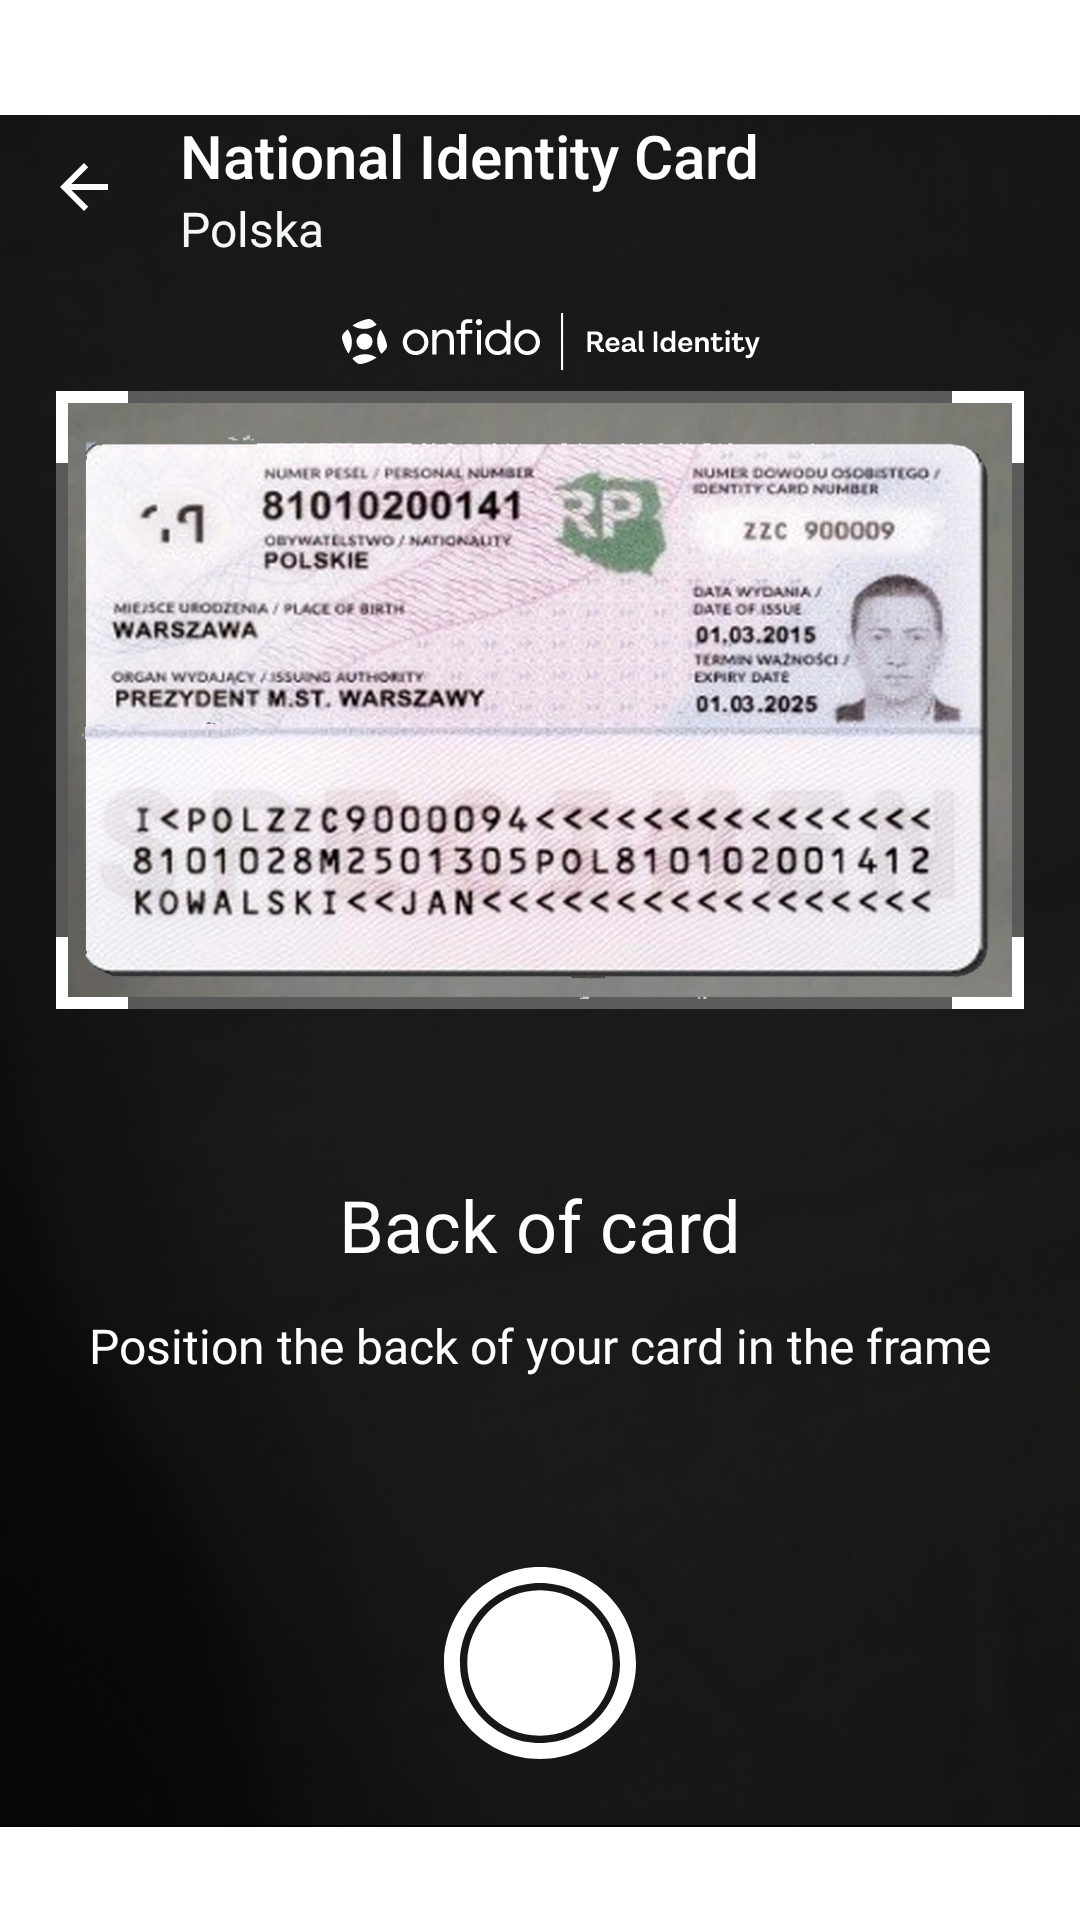 National Identity Card
Polska
onfido | Real Identity
NUMER PESEL / PERSONAL NUMBER
81010200141
OBYWATELSTWO / NATIONALITY
POLSKIE
MIEJSCE URODZENIA / PLACE OF BIRTH
WARSZAWA
ORGAN WYDAJĄCY / ISSUING AUTHORITY
PREZYDENT M.ST. WARSZAWY
RP
NUMER DOWODU OSOBISTEGO /
IDENTITY CARD NUMBER
ZZC 900009
DATA WYDANIA /
DATE OF ISSUE
01.03.2015
TERMIN WAŻNOŚCI /
EXPIRY DATE
01.03.2025
I<POLZZC9000094<<<<<<<<<<<<<<<
8101028M2501305POL810102001412
KOWALSKI<<JAN<<<<<<<<<<<<<<<<<
Back of card
Position the back of your card in the frame